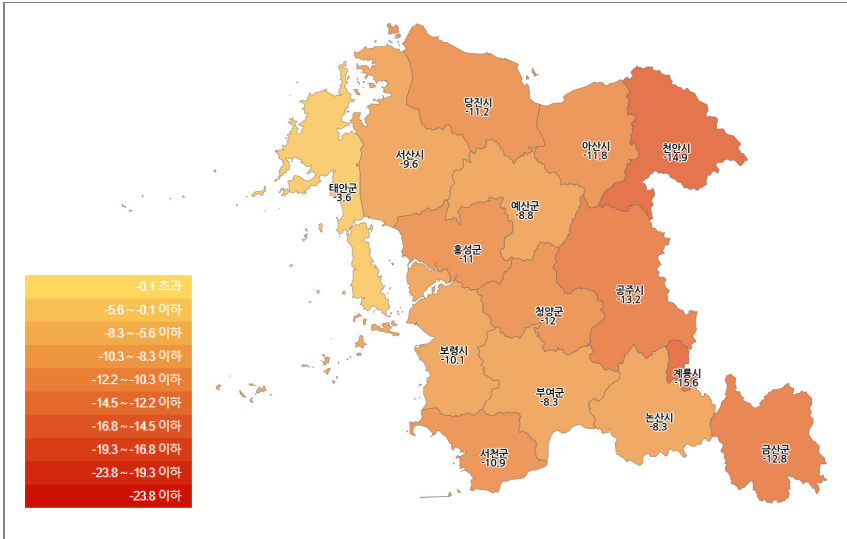 당진시
-11.2
아산시
-11.8
천안시
-14.9
서산시
-9.6
태안군
-3.6
예산군
-8.8
홍성군
-11
공주시
-13.2
청양군
-12
보령시
-10.1
계룡시
-15.6
부여군
-8.3
논산시
-8.3
서천군
-10.9
금산군
-12.8
-0.1 초과
-5.6 ~ -0.1 이하
-8.3 ~ -5.6 이하
-10.3 ~ -8.3 이하
-12.2 ~ -10.3 이하
-14.5 ~ -12.2 이하
-16.8 ~ -14.5 이하
-19.3 ~ -16.8 이하
-23.8 ~ -19.3 이하
-23.8 이하